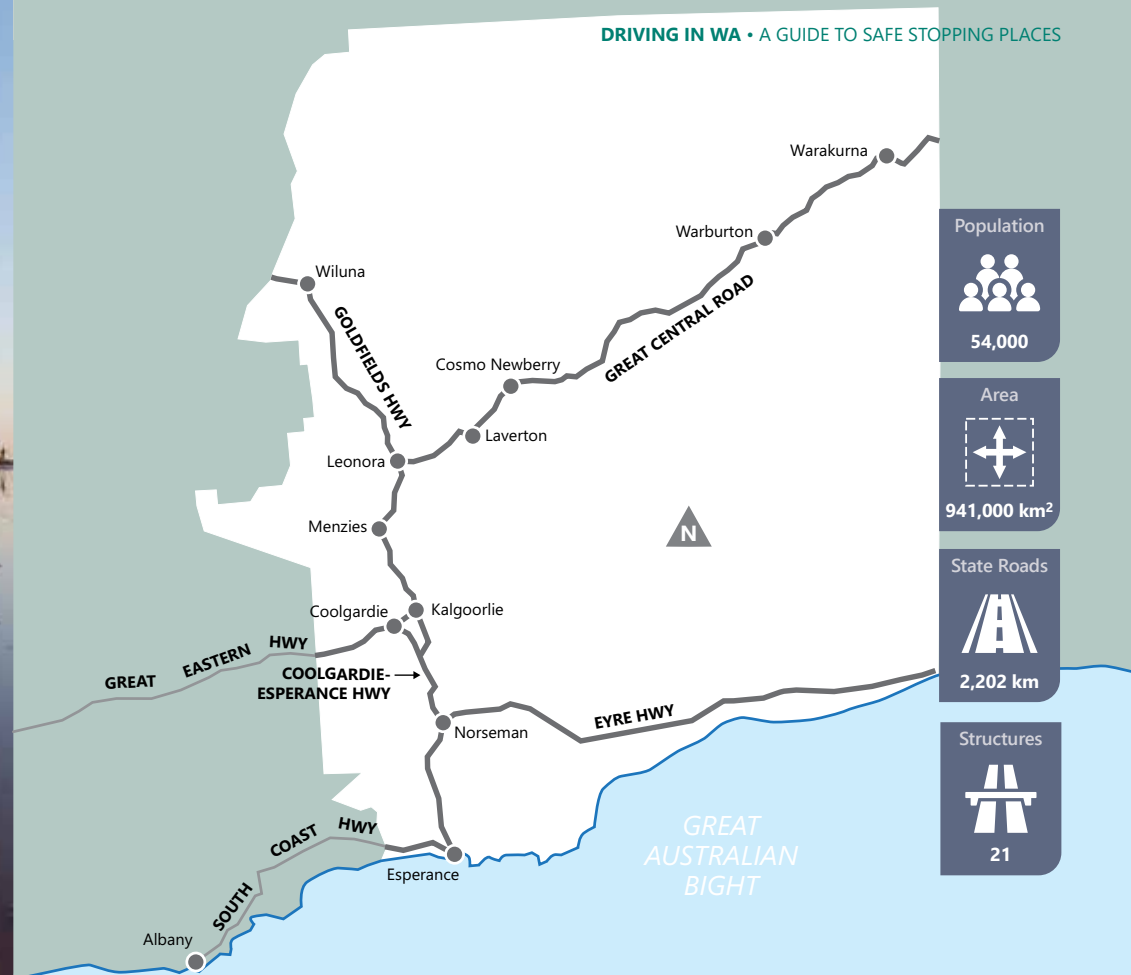 DRIVING IN WA • A GUIDE TO SAFE STOPPING PLACES
Warakurna
Warburton
Wiluna
GOLDFIELDS HWY
GREAT CENTRAL ROAD
Cosmo Newberry
Laverton
Leonora
Menzies
N
Coolgardie
Kalgoorlie
GREAT EASTERN HWY
COOLGARDIE-
ESPERANCE HWY
Norseman
EYRE HWY
SOUTH COAST HWY
Esperance
Albany
GREAT
AUSTRALIAN
BIGHT
Population
54,000
Area
941,000 km²
State Roads
2,202 km
Structures
21